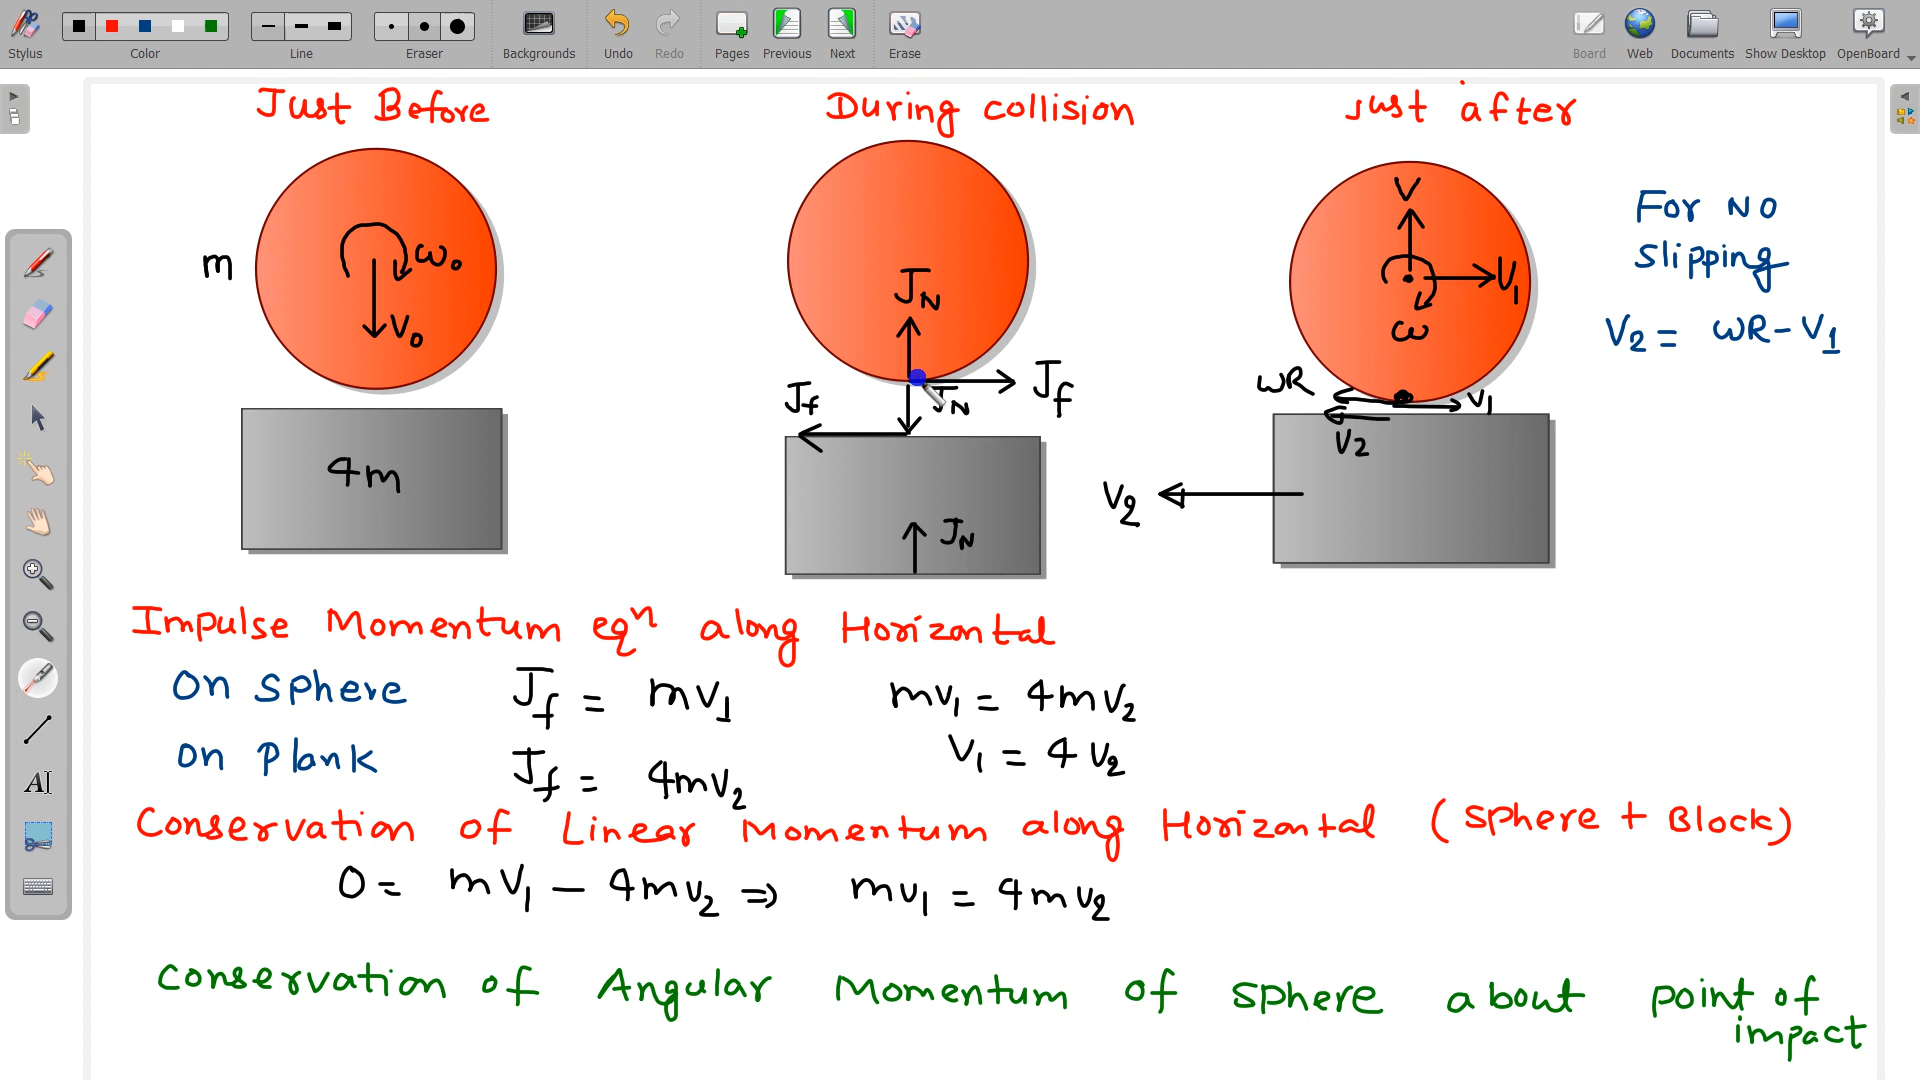 Stylus Color Line Eraser Backgrounds Undo Redo Pages Previous Next Erase Board Web Documents Show Desktop OpenBoard
Just Before
During collision
Just after
m
ω₀
V₀
4m
J_N
J_f
J_f
J_N
J_N
V
V₁
ω
ωR
V₁
V₂
V₂
For NO
slipping
V₂ = ωR - V₁
Impulse Momentum eqⁿ along Horizontal
On sphere J_f = mV₁ mv₁ = 4mv₂
on plank J_f = 4mv₂ V₁ = 4v₂
Conservation of Linear Momentum along Horizontal (sphere + Block)
0 = mV₁ - 4mv₂ ⇒ mv₁ = 4mv₂
Conservation of Angular Momentum of sphere about point of
impact
AI